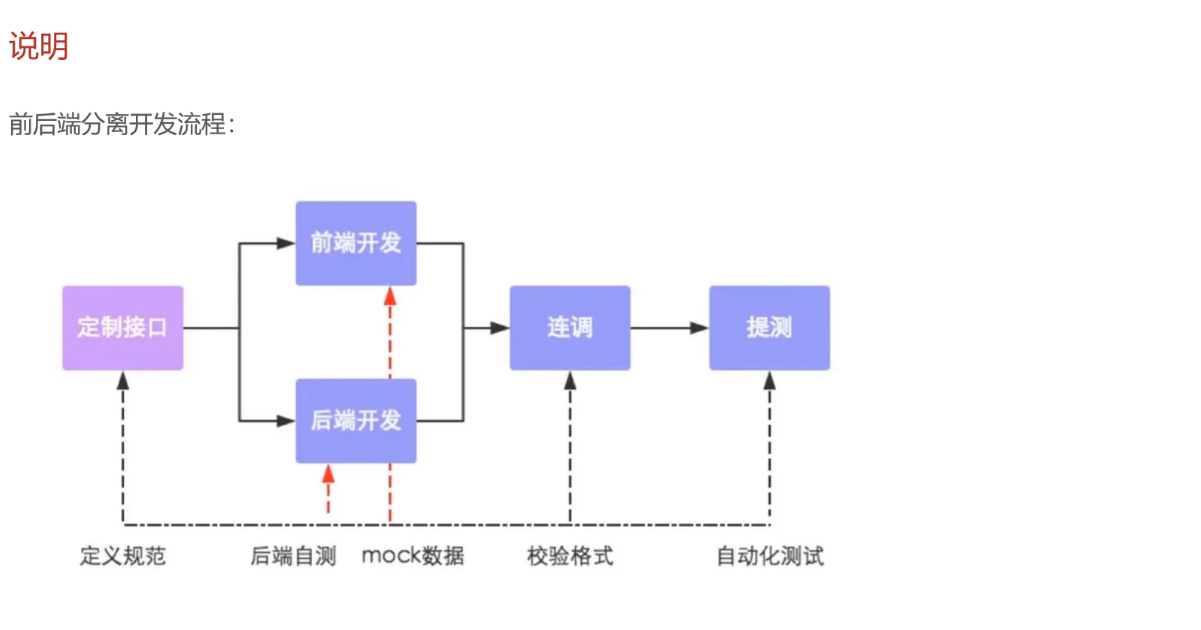 说明
前后端分离开发流程：
前端开发
定制接口
连调
提测
后端开发
定义规范
后端自测
mock数据
校验格式
自动化测试